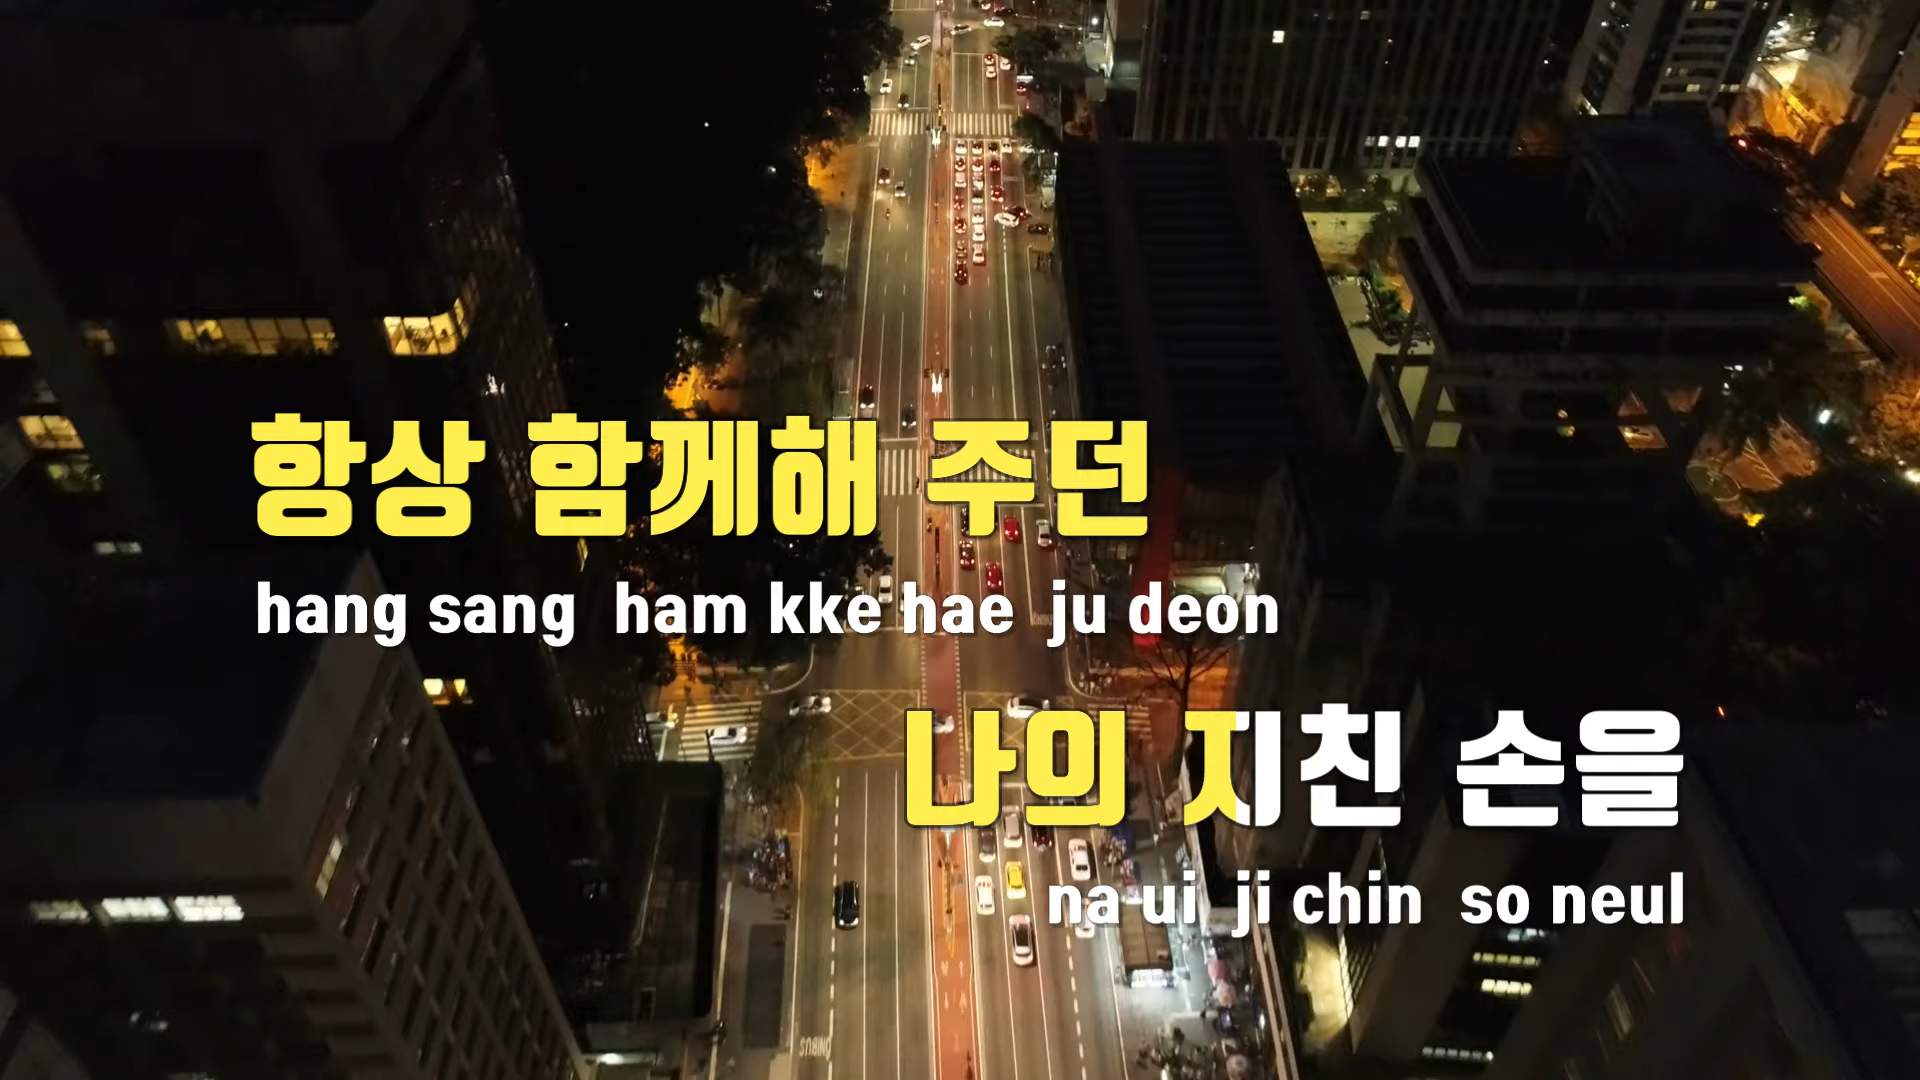 항상 함께해 주던
hang sang ham kke hae ju deon
나의 지친 손을
na ui ji chin so neul
ONIBUS